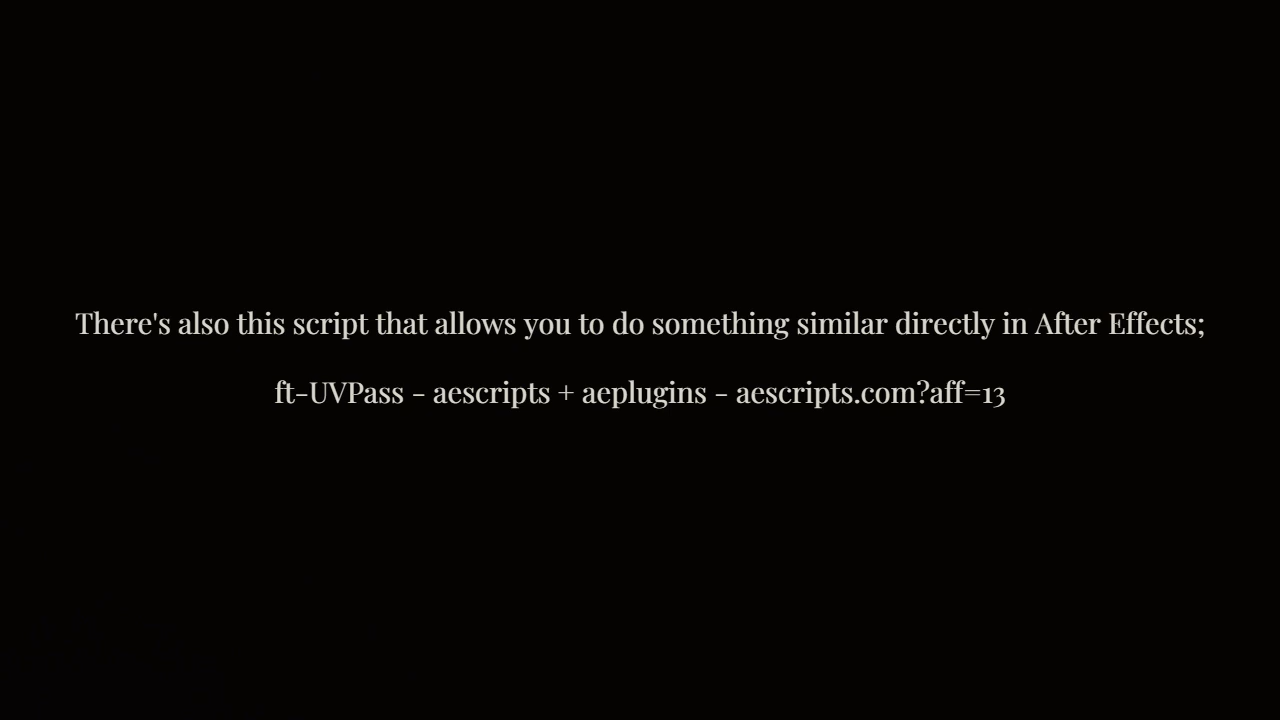 There's also this script that allows you to do something similar directly in After Effects;
ft-UVPass - aescripts + aeplugins - aescripts.com?aff=13